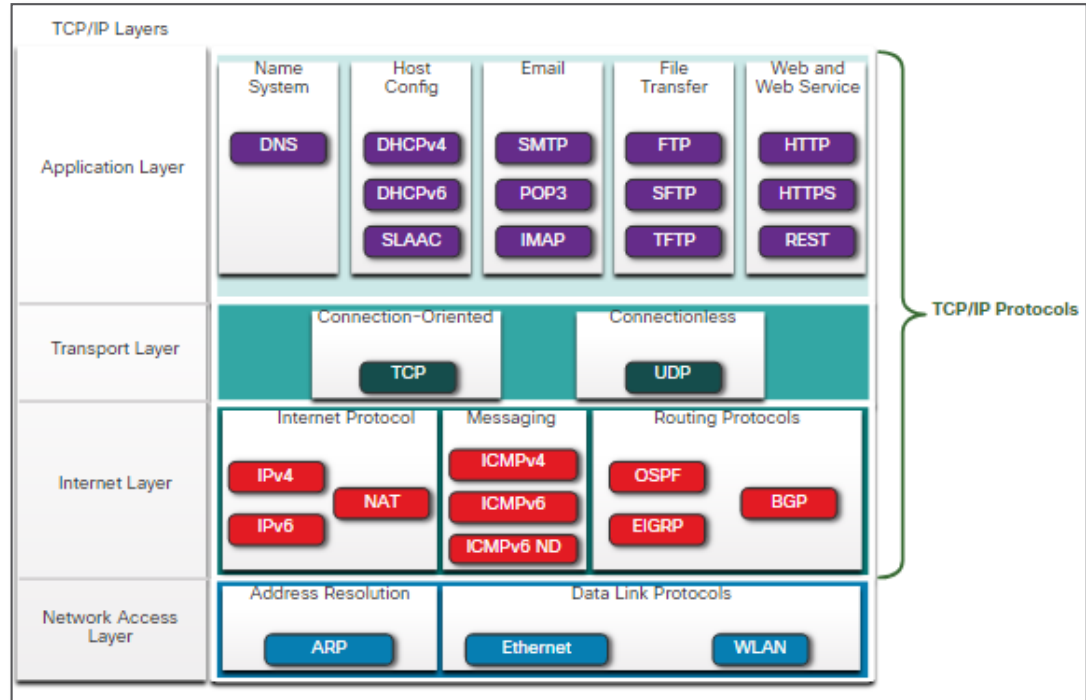 TCP/IP Layers
Application Layer
Name
System
DNS
Host
Config
DHCPv4
DHCPv6
SLAAC
Email
SMTP
POP3
IMAP
File
Transfer
FTP
SFTP
TFTP
Web and
Web Service
HTTP
HTTPS
REST
TCP/IP Protocols
Transport Layer
Connection-Oriented
TCP
Connectionless
UDP
Internet Layer
Internet Protocol
IPv4
IPv6
NAT
Messaging
ICMPv4
ICMPv6
ICMPv6 ND
Routing Protocols
OSPF
EIGRP
BGP
Network Access
Layer
Address Resolution
ARP
Data Link Protocols
Ethernet
WLAN